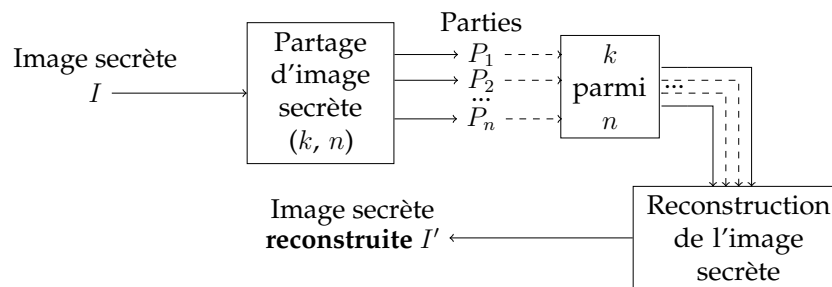 Parties
Image secrète
I
Partage
d'image
secrète
(k, n)
P1
P2
...
Pn
k
parmi
n
...
Reconstruction
de l'image
secrète
Image secrète
reconstruite I′